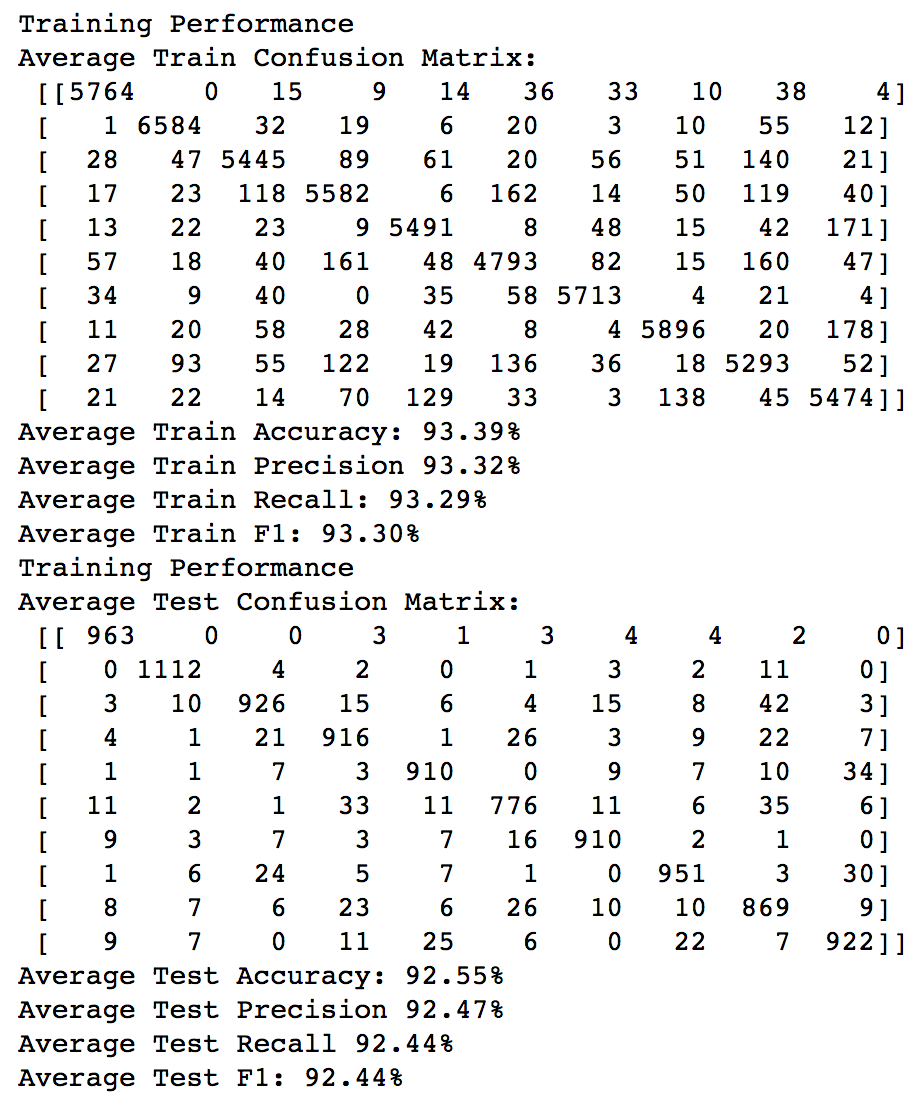 Training Performance
Average Train Confusion Matrix:
[[5764 0 15 9 14 36 33 10 38 4]
[ 1 6584 32 19 6 20 3 10 55 12]
[ 28 47 5445 89 61 20 56 51 140 21]
[ 17 23 118 5582 6 162 14 50 119 40]
[ 13 22 23 9 5491 8 48 15 42 171]
[ 57 18 40 161 48 4793 82 15 160 47]
[ 34 9 40 0 35 58 5713 4 21 4]
[ 11 20 58 28 42 8 4 5896 20 178]
[ 27 93 55 122 19 136 36 18 5293 52]
[ 21 22 14 70 129 33 3 138 45 5474]]
Average Train Accuracy: 93.39%
Average Train Precision 93.32%
Average Train Recall: 93.29%
Average Train F1: 93.30%
Training Performance
Average Test Confusion Matrix:
[[ 963 0 0 3 1 3 4 4 2 0]
[ 0 1112 4 2 0 1 3 2 11 0]
[ 3 10 926 15 6 4 15 8 42 3]
[ 4 1 21 916 1 26 3 9 22 7]
[ 1 1 7 3 910 0 9 7 10 34]
[ 11 2 1 33 11 776 11 6 35 6]
[ 9 3 7 3 7 16 910 2 1 0]
[ 1 6 24 5 7 1 0 951 3 30]
[ 8 7 6 23 6 26 10 10 869 9]
[ 9 7 0 11 25 6 0 22 7 922]]
Average Test Accuracy: 92.55%
Average Test Precision 92.47%
Average Test Recall 92.44%
Average Test F1: 92.44%